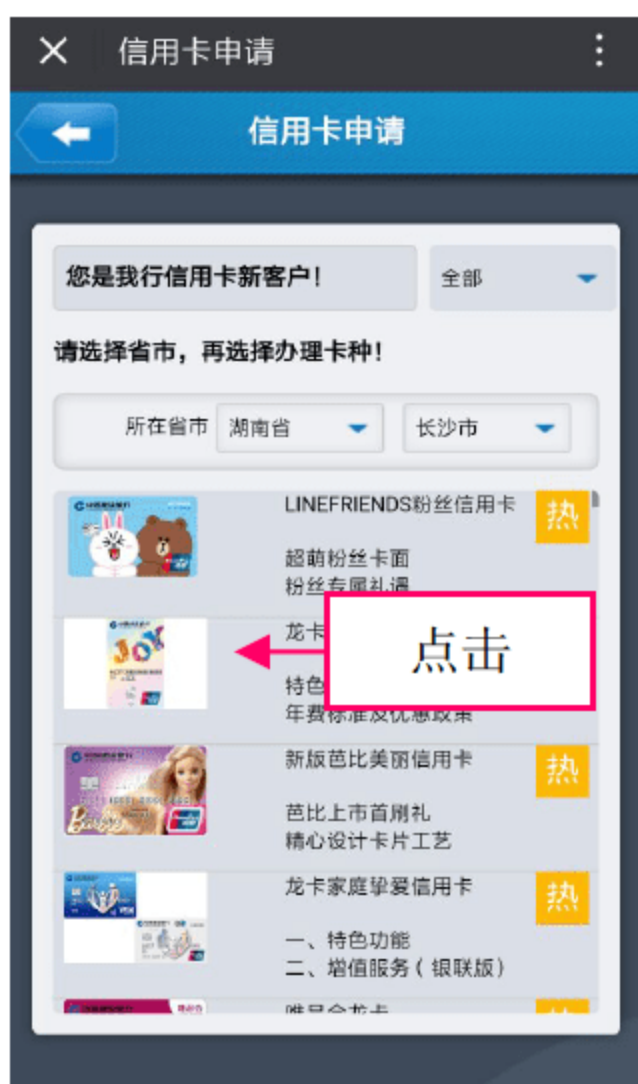 信用卡申请
信用卡申请
您是我行信用卡新客户！
全部
请选择省市，再选择办理卡种！
所在省市 湖南省 长沙市
LINEFRIENDS粉丝信用卡
热
超萌粉丝卡面
粉丝专属礼遇
龙卡
点击
特色
年费标准及优惠政策
JOY
新版芭比美丽信用卡
热
芭比上市首刷礼
精心设计卡片工艺
Barbie
龙卡家庭挚爱信用卡
热
一、特色功能
二、增值服务（银联版）